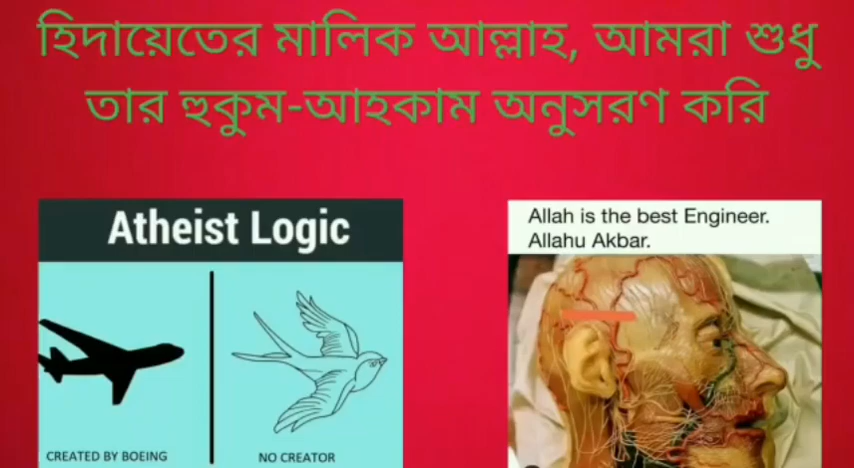 হিদায়েতের মালিক আল্লাহ, আমরা শুধু
তার হুকুম-আহকাম অনুসরণ করি
Atheist Logic
CREATED BY BOEING
NO CREATOR
Allah is the best Engineer.
Allahu Akbar.